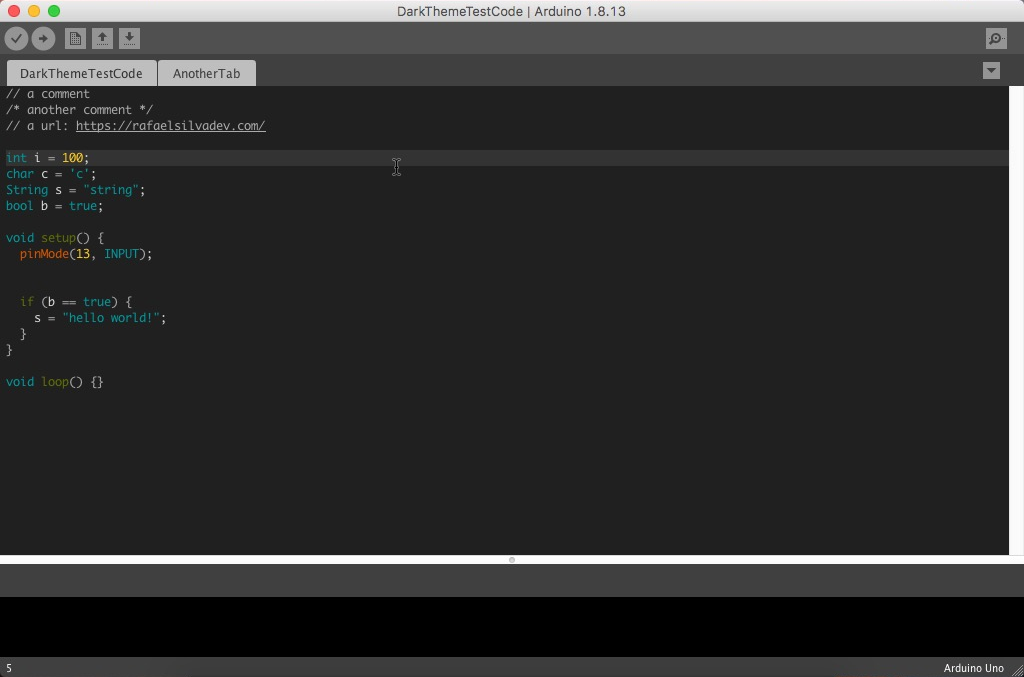 DarkThemeTestCode | Arduino 1.8.13
DarkThemeTestCode AnotherTab
// a comment
/* another comment */
// a url: https://rafaelsilvadev.com/
int i = 100;
char c = 'c';
String s = "string";
bool b = true;
void setup() {
pinMode(13, INPUT);
if (b == true) {
s = "hello world!";
}
}
void loop() {}
5 Arduino Uno